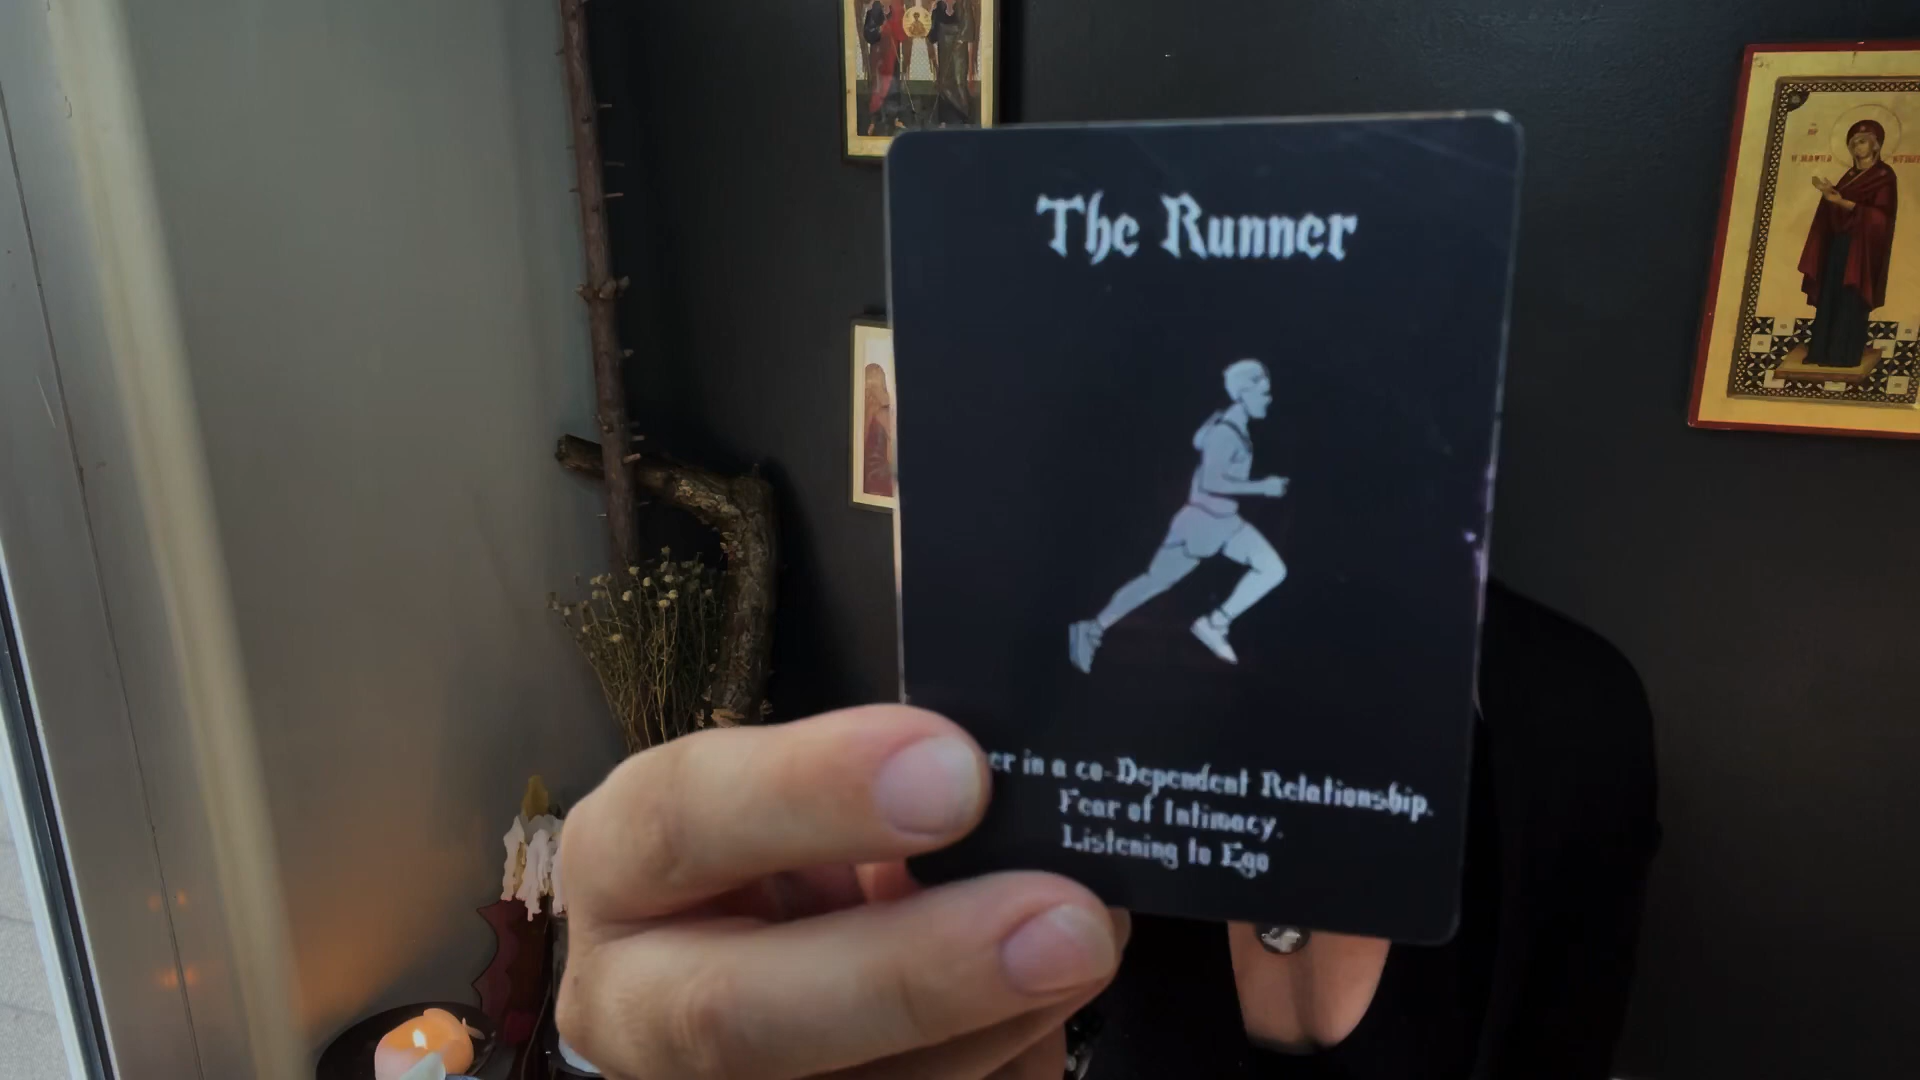 The Runner
er in a co-Dependent Relationship.
Fear of Intimacy.
Listening to Ego